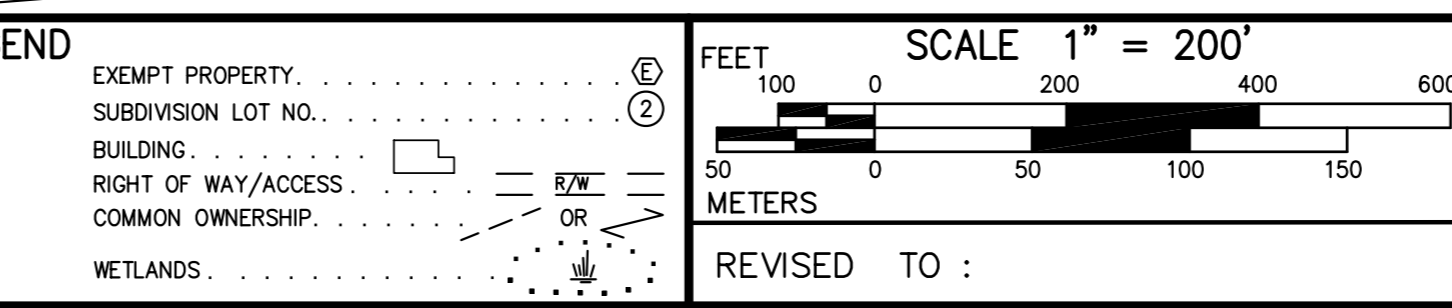 END
EXEMPT PROPERTY. . . . . . . . . . . . . . E
SUBDIVISION LOT NO.. . . . . . . . . . . . . 2
BUILDING. . . . . . . .
RIGHT OF WAY/ACCESS . . . . . R/W
COMMON OWNERSHIP. . . . . . . OR
WETLANDS . . . . . . . . . . . . .
SCALE 1" = 200'
FEET
100 0 200 400 600
50 0 50 100 150
METERS
REVISED TO :